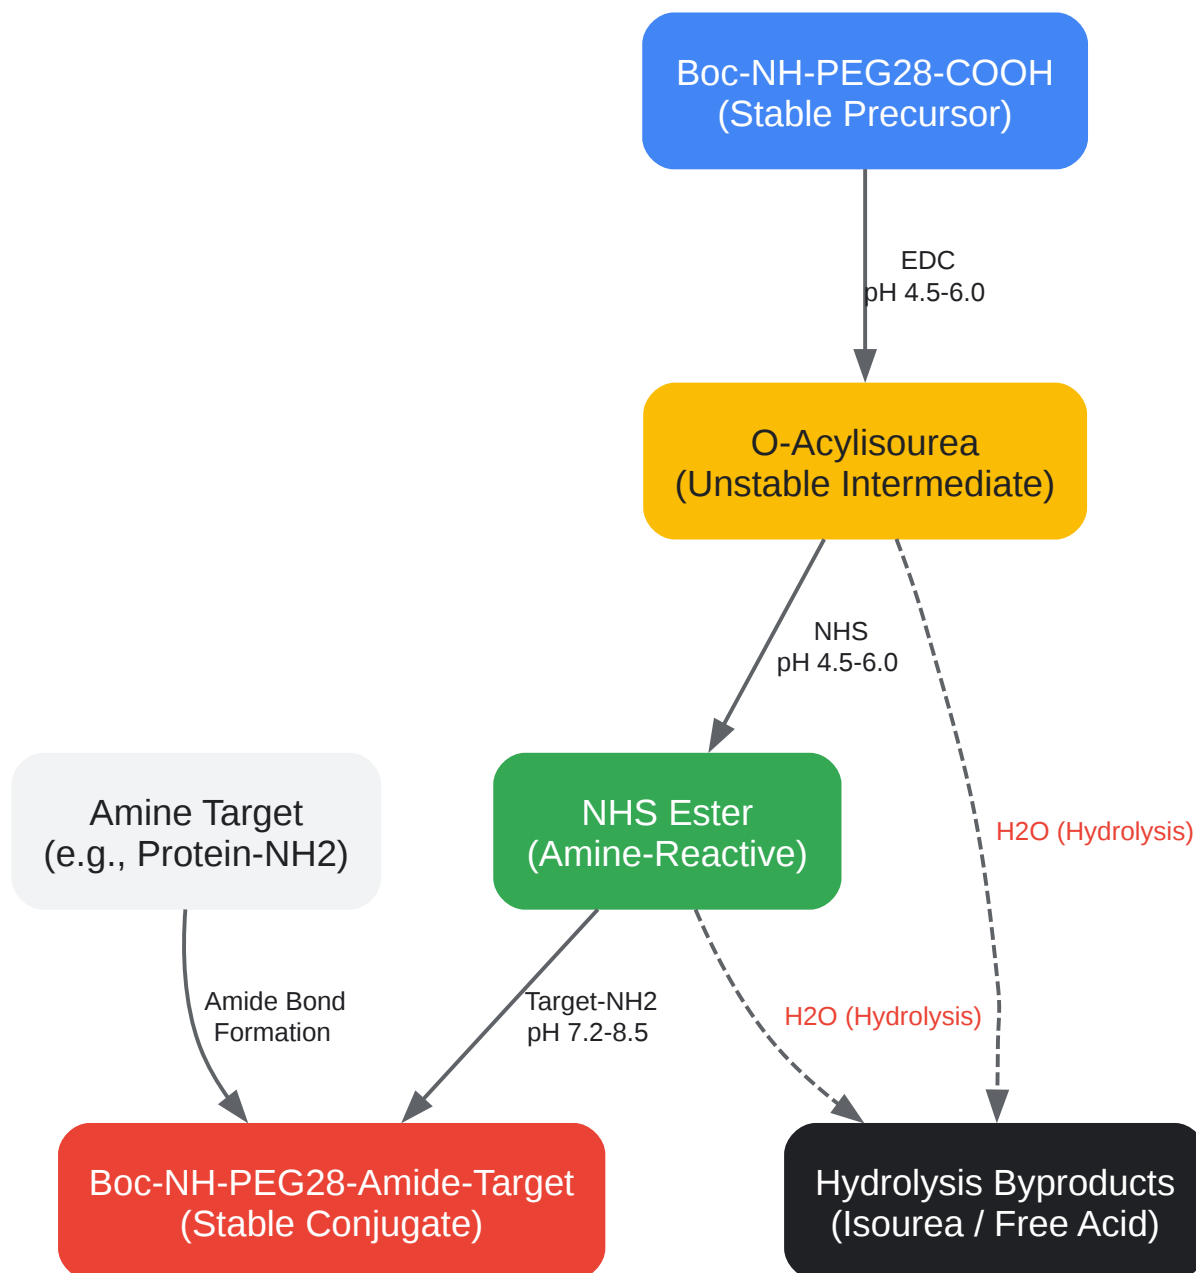 Boc-NH-PEG28-COOH
(Stable Precursor)
EDC
pH 4.5-6.0
O-Acylisourea
(Unstable Intermediate)
NHS
pH 4.5-6.0
Amine Target
(e.g., Protein-NH2)
NHS Ester
(Amine-Reactive)
H2O (Hydrolysis)
Amide Bond
Formation
Target-NH2
pH 7.2-8.5
H2O (Hydrolysis)
Boc-NH-PEG28-Amide-Target
(Stable Conjugate)
Hydrolysis Byproducts
(Isourea / Free Acid)